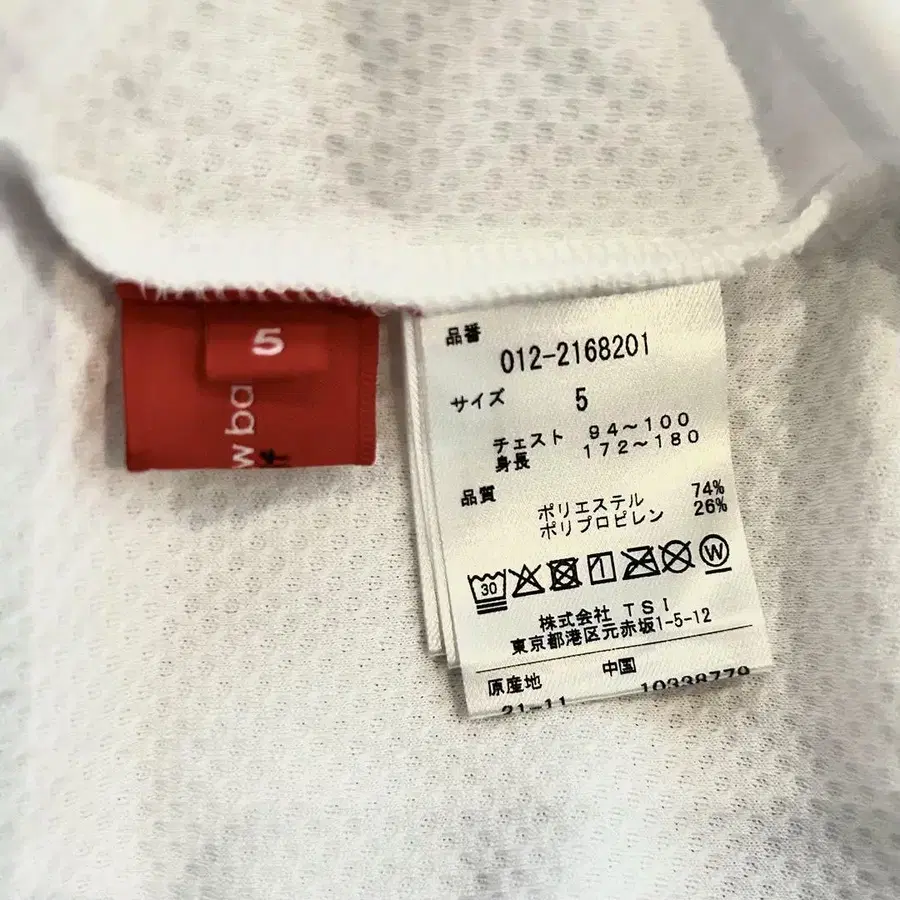 5
w ba
品番
012-2168201
サイズ 5
チェスト 94～100
身長 172～180
品質
ポリエステル 74%
ポリプロピレン 26%
30
W
株式会社 TSI
東京都港区元赤坂1-5-12
原産地 中国
21-11 10338779